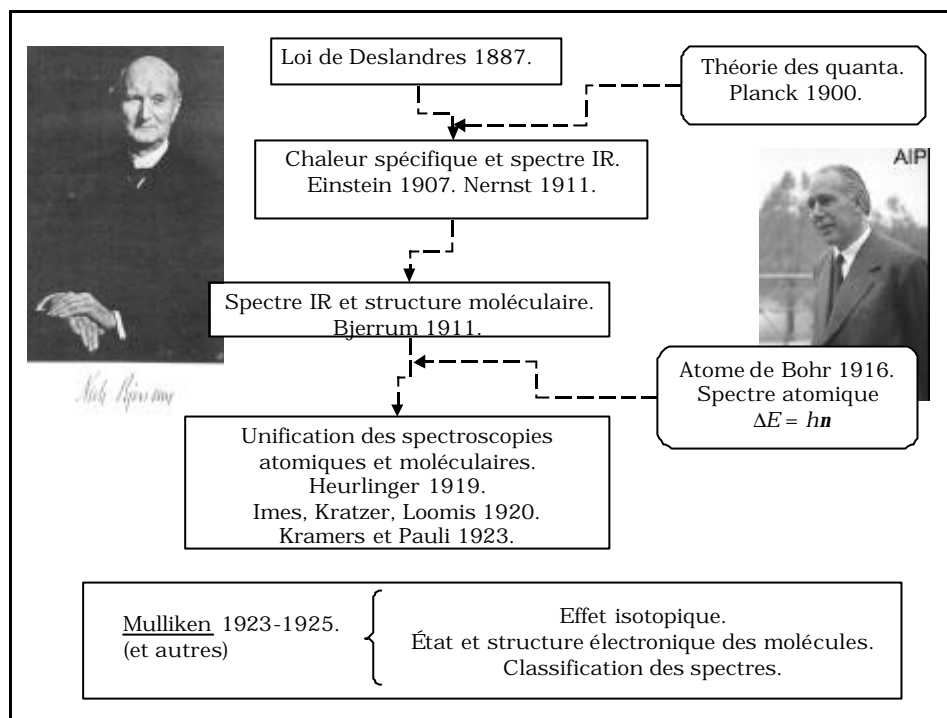 Loi de Deslandres 1887.
Théorie des quanta.
Planck 1900.
Chaleur spécifique et spectre IR.
Einstein 1907. Nernst 1911.
AIP
Spectre IR et structure moléculaire.
Bjerrum 1911.
Atome de Bohr 1916.
Spectre atomique
ΔE = hn
Unification des spectroscopies
atomiques et moléculaires.
Heurlinger 1919.
Imes, Kratzer, Loomis 1920.
Kramers et Pauli 1923.
Mulliken 1923-1925.
(et autres)
Effet isotopique.
État et structure électronique des molécules.
Classification des spectres.